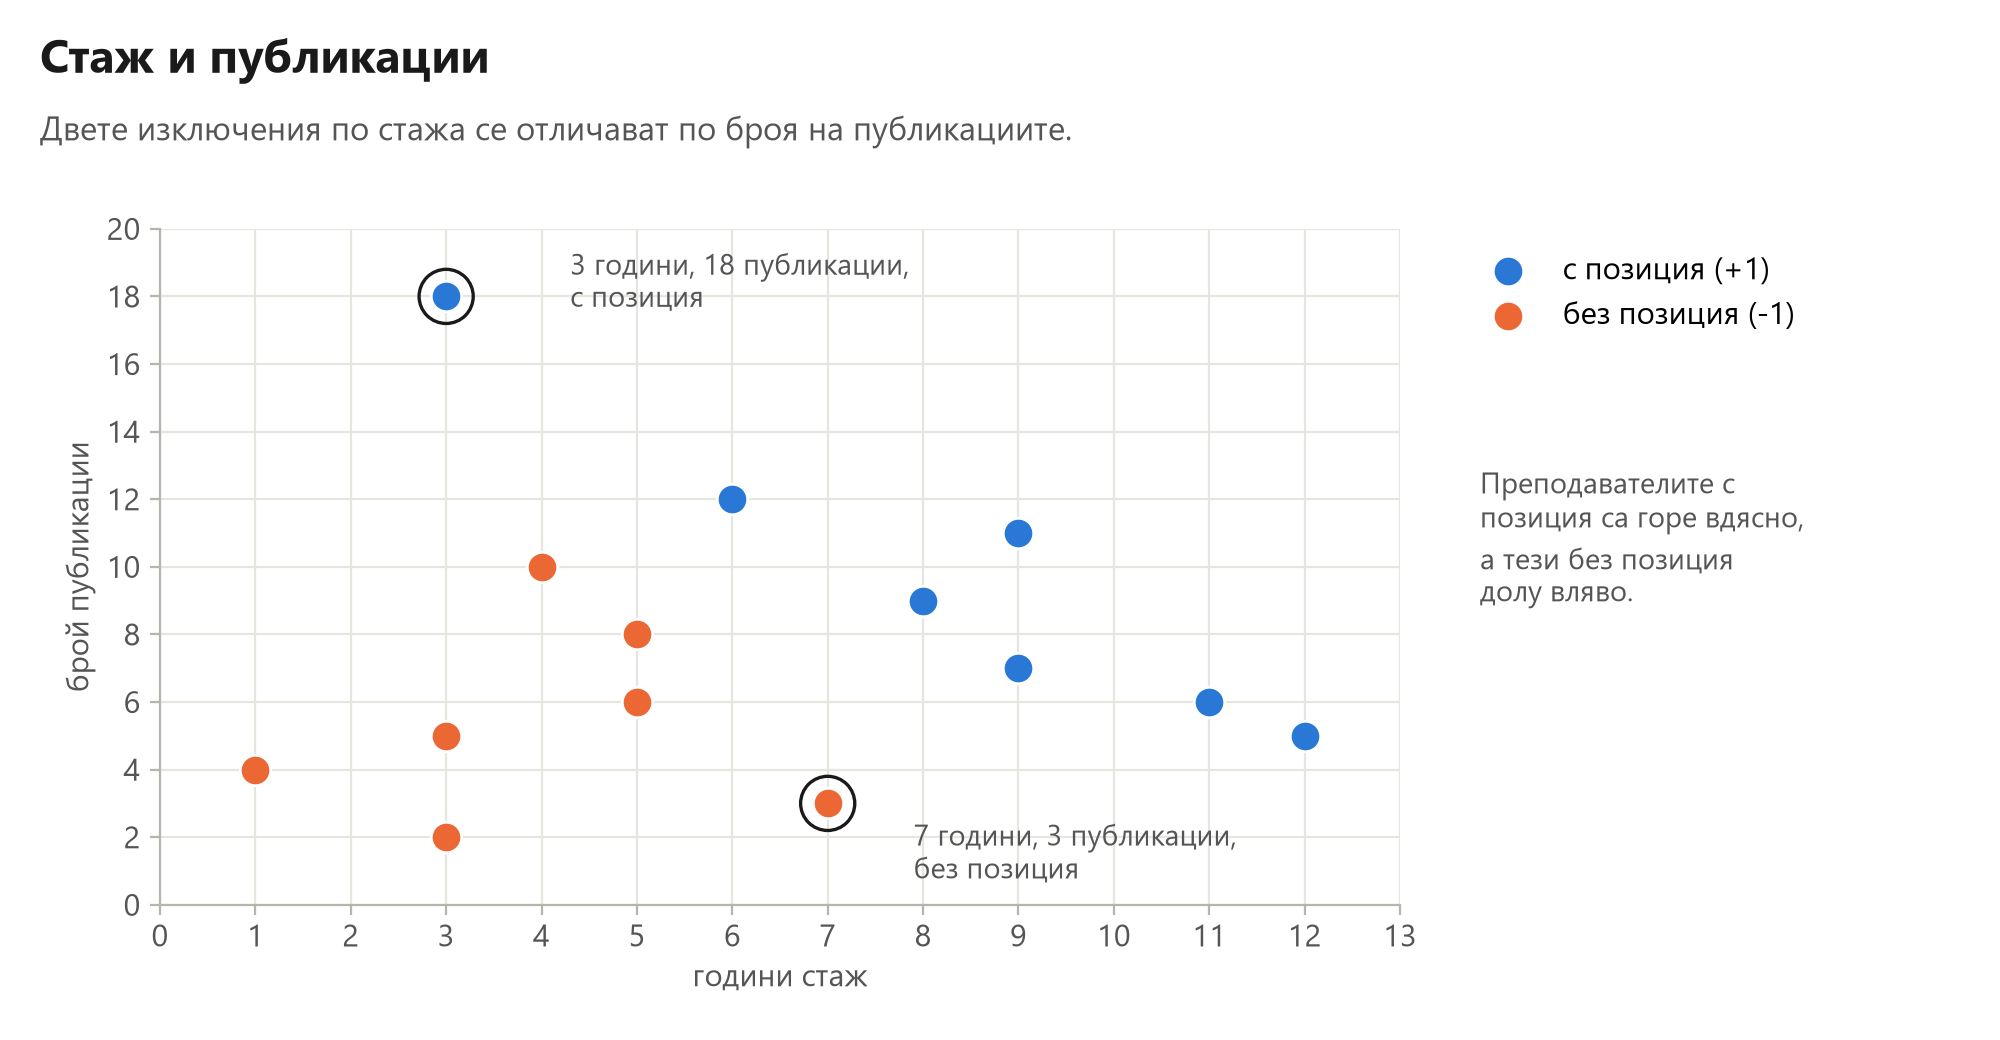 Стаж и публикации
Двете изключения по стажа се отличават по броя на публикациите.
20
18
16
14
12
10
8
6
4
2
0
брой публикации
3 години, 18 публикации,
с позиция
7 години, 3 публикации,
без позиция
0 1 2 3 4 5 6 7 8 9 10 11 12 13
години стаж
с позиция (+1)
без позиция (-1)
Преподавателите с
позиция са горе вдясно,
а тези без позиция
долу вляво.